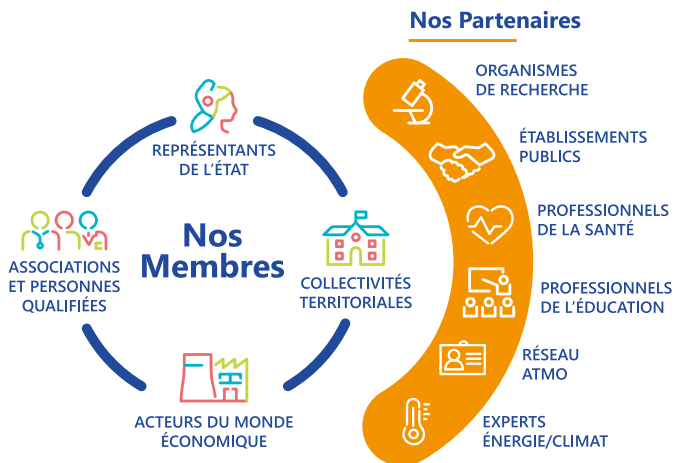 Nos Partenaires
ORGANISMES
DE RECHERCHE
ÉTABLISSEMENTS
PUBLICS
PROFESSIONNELS
DE LA SANTÉ
PROFESSIONNELS
DE L'ÉDUCATION
RÉSEAU
ATMO
EXPERTS
ÉNERGIE/CLIMAT
Nos
Membres
REPRÉSENTANTS
DE L'ÉTAT
COLLECTIVITÉS
TERRITORIALES
ACTEURS DU MONDE
ÉCONOMIQUE
ASSOCIATIONS
ET PERSONNES
QUALIFIÉES